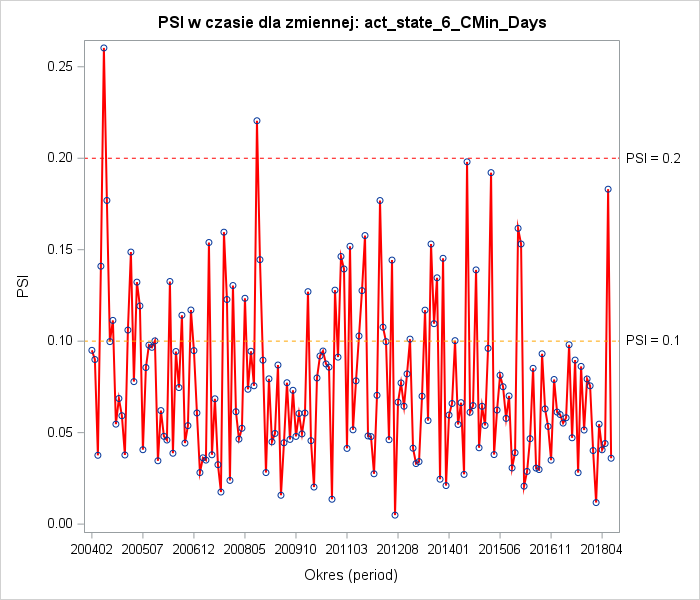 PSI w czasie dla zmiennej: act_state_6_CMin_Days
0.25
0.20
0.15
0.10
0.05
0.00
PSI
PSI = 0.2
PSI = 0.1
200402 200507 200612 200805 200910 201103 201208 201401 201506 201611 201804
Okres (period)